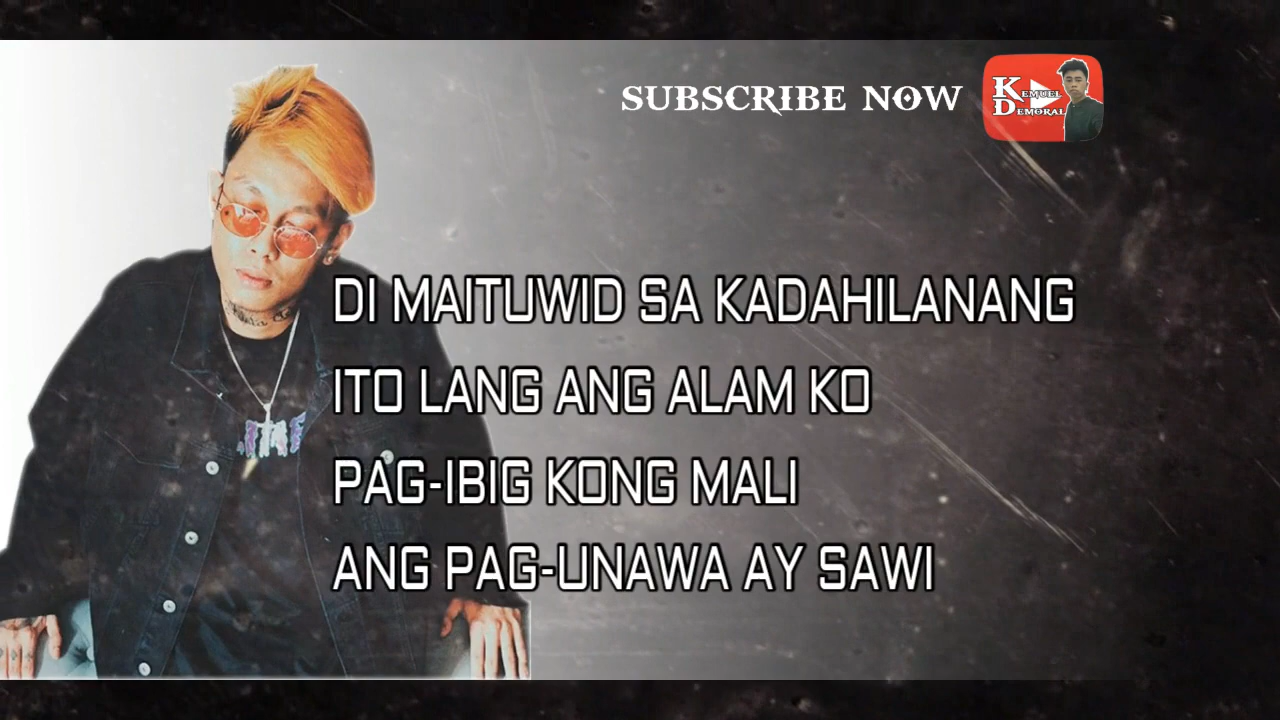 SUBSCRIBE NOW
KEMUEL
DEMORAL
DI MAITUWID SA KADAHILANANG
ITO LANG ANG ALAM KO
PAG-IBIG KONG MALI
ANG PAG-UNAWA AY SAWI